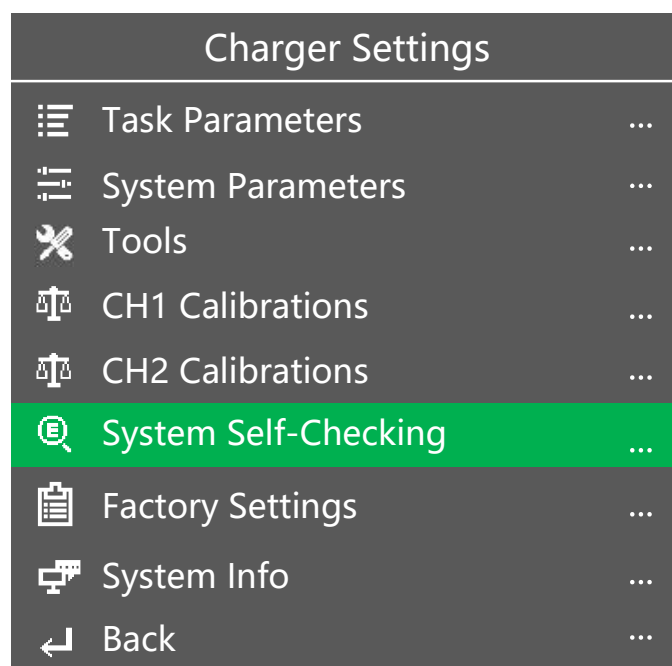 Charger Settings
Task Parameters ...
System Parameters ...
Tools ...
CH1 Calibrations ...
CH2 Calibrations ...
System Self-Checking ...
Factory Settings ...
System Info ...
Back ...